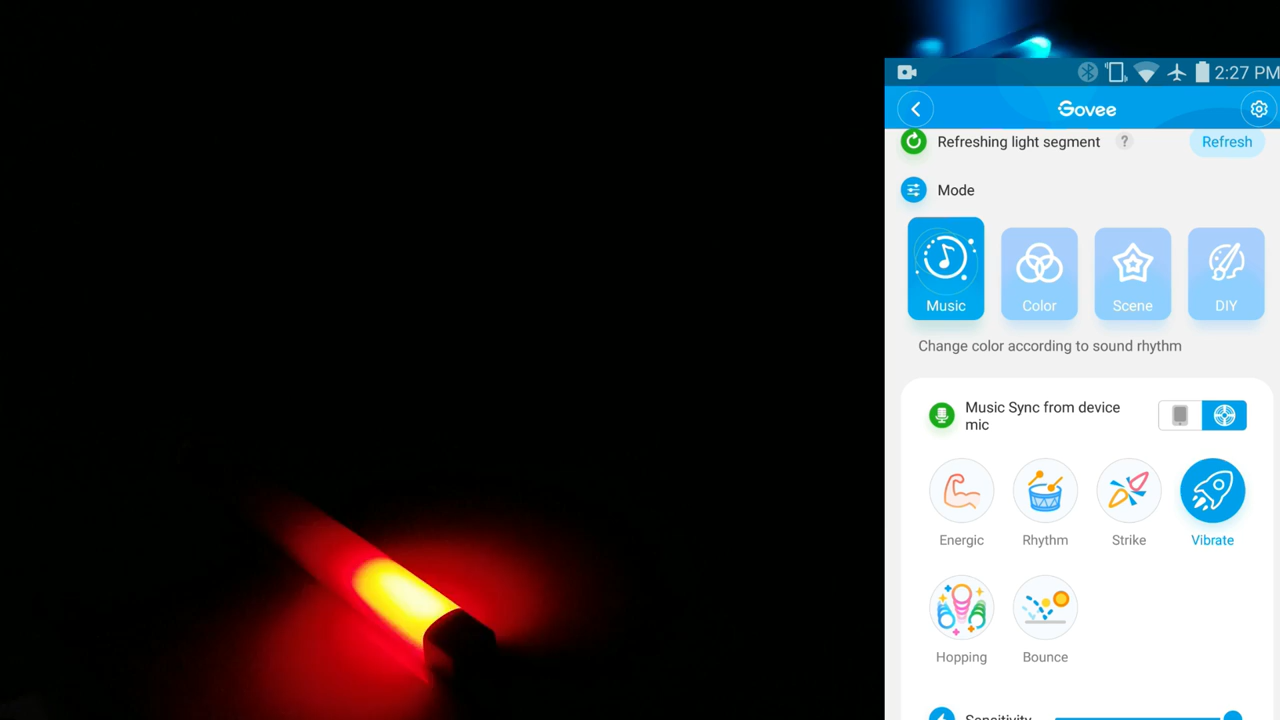 2:27 PM
Govee
Refreshing light segment ? Refresh
Mode
Music Color Scene DIY
Change color according to sound rhythm
Music Sync from device
mic
Energic Rhythm Strike Vibrate
Hopping Bounce
Sensitivity